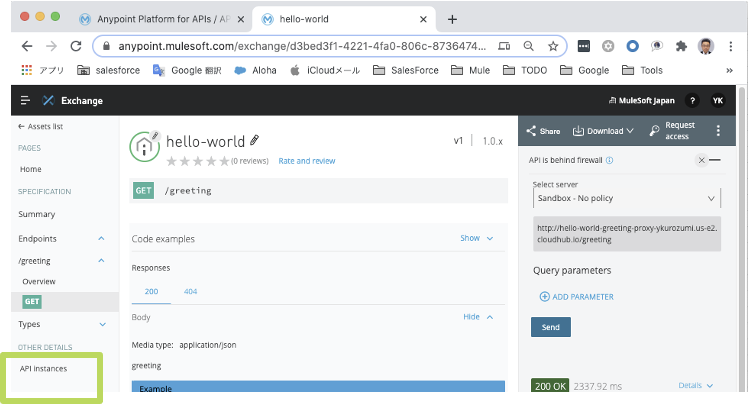 Anypoint Platform for APIs / AP
hello-world
anypoint.mulesoft.com/exchange/d3bed3f1-4221-4fa0-806c-8736474...
アプリ
salesforce
Google 翻訳
Aloha
iCloudメール
SalesForce
Mule
TODO
Google
Tools
»
Exchange
MuleSoft Japan
?
YK
← Assets list
PAGES
Home
SPECIFICATION
Summary
Endpoints
/greeting
Overview
GET
Types
OTHER DETAILS
API instances
hello-world
v1
1.0.x
(0 reviews)
Rate and review
GET /greeting
Code examples
Show
Responses
200
404
Body
Hide
Media type: application/json
greeting
Example
Share
Download
Request access
API is behind firewall
Select server
Sandbox - No policy
http://hello-world-greeting-proxy-ykurozumi.us-e2.
cloudhub.io/greeting
Query parameters
ADD PARAMETER
Send
200 OK
2337.92 ms
Details